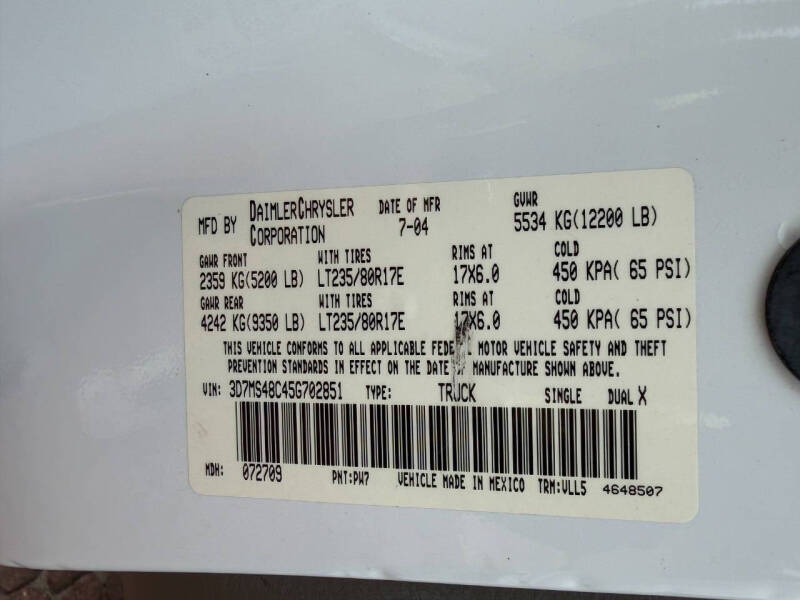 MFD BY DAIMLERCHRYSLER CORPORATION DATE OF MFR 7-04 GVWR 5534 KG(12200 LB)
GAWR FRONT WITH TIRES RIMS AT COLD
2359 KG(5200 LB) LT235/80R17E 17X6.0 450 KPA( 65 PSI)
GAWR REAR WITH TIRES RIMS AT COLD
4242 KG(9350 LB) LT235/80R17E 17X6.0 450 KPA( 65 PSI)
THIS VEHICLE CONFORMS TO ALL APPLICABLE FEDERAL MOTOR VEHICLE SAFETY AND THEFT
PREVENTION STANDARDS IN EFFECT ON THE DATE OF MANUFACTURE SHOWN ABOVE.
VIN: 3D7MS48C45G702851 TYPE: TRUCK SINGLE DUAL X
MDH: 072709 PNT:PW7 VEHICLE MADE IN MEXICO TRM:VLL5 4648507